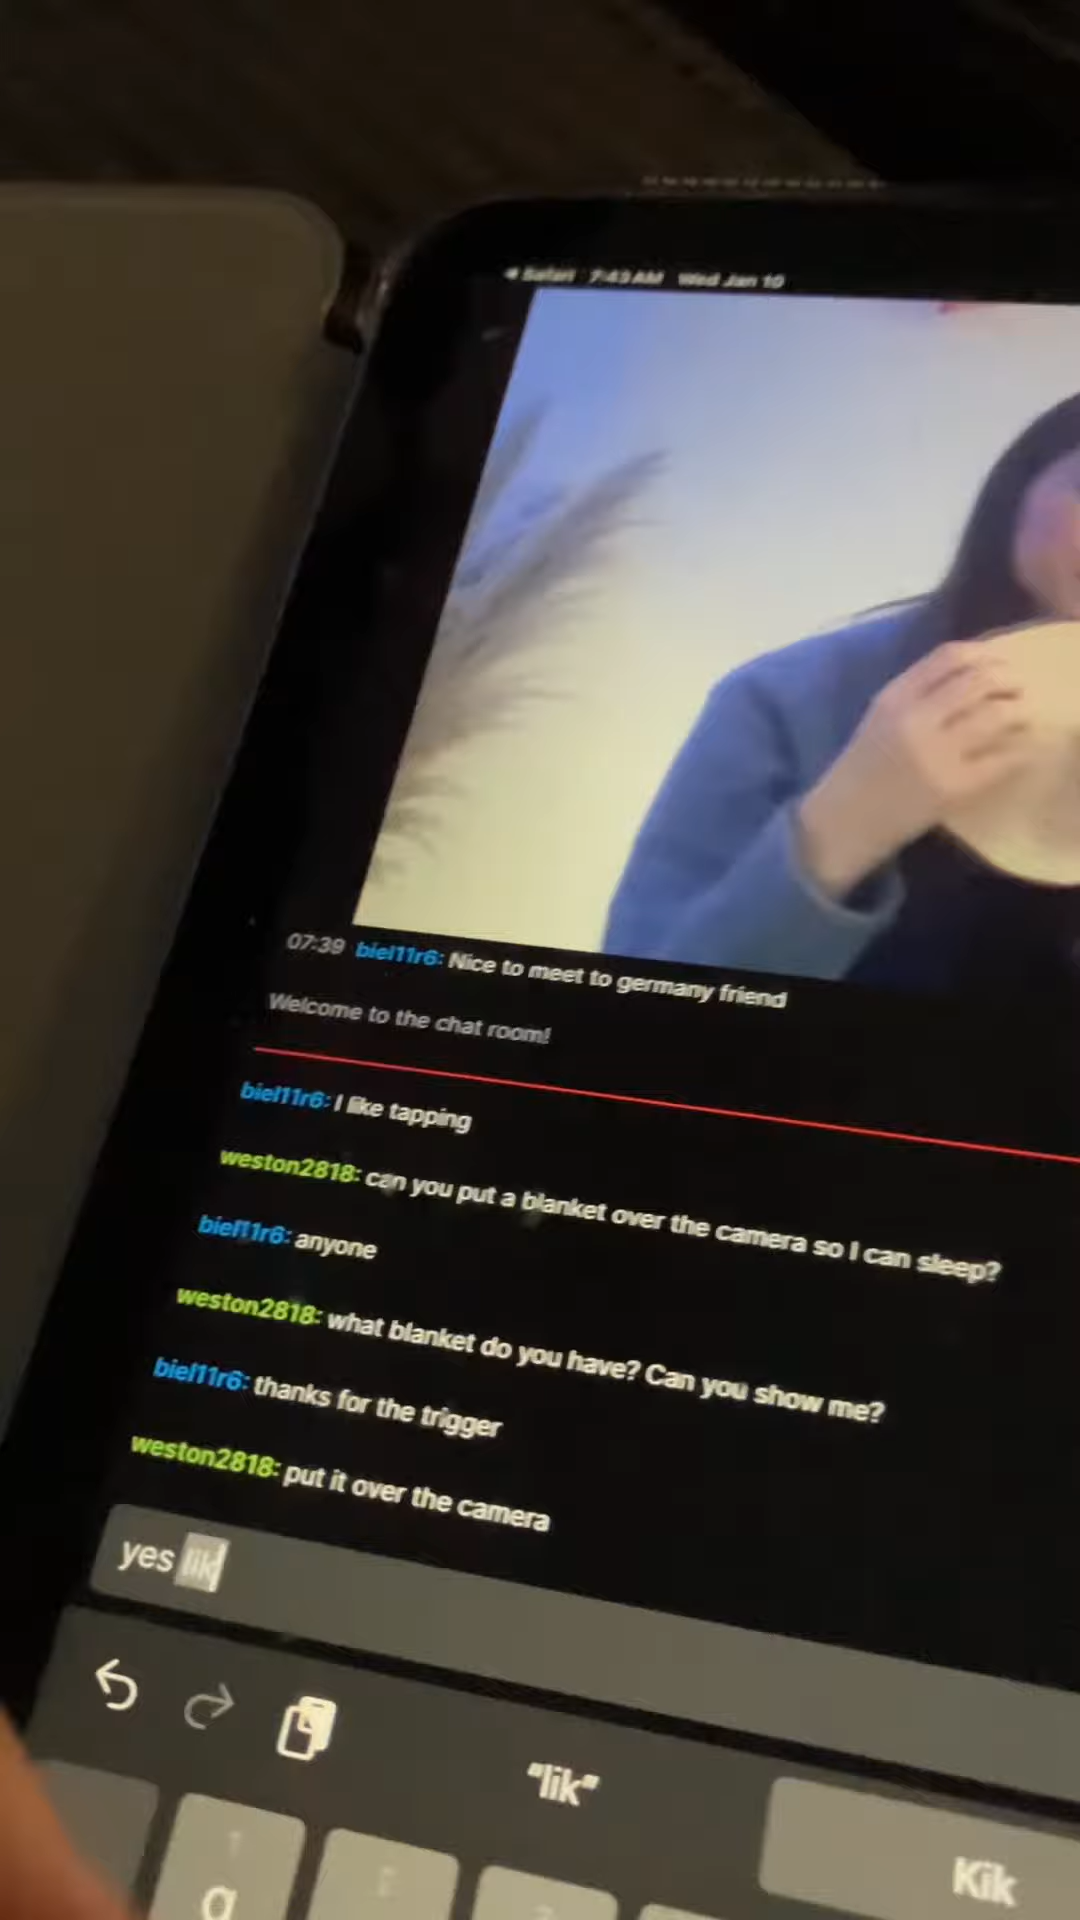 ◀ Safari 7:43 AM Wed Jan 10
07:39 biel11r6: Nice to meet to germany friend
Welcome to the chat room!
biel11r6: I like tapping
weston2818: can you put a blanket over the camera so I can sleep?
biel11r6: anyone
weston2818: what blanket do you have? Can you show me?
biel11r6: thanks for the trigger
weston2818: put it over the camera
yes lik
"lik" Kik
1
q